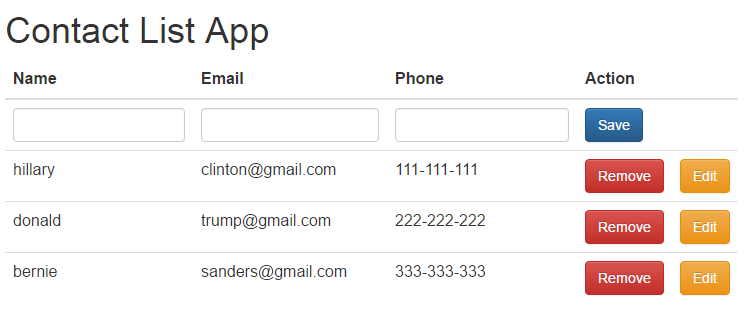 Contact List App
Name Email Phone Action
Save
hillary clinton@gmail.com 111-111-111 Remove Edit
donald trump@gmail.com 222-222-222 Remove Edit
bernie sanders@gmail.com 333-333-333 Remove Edit